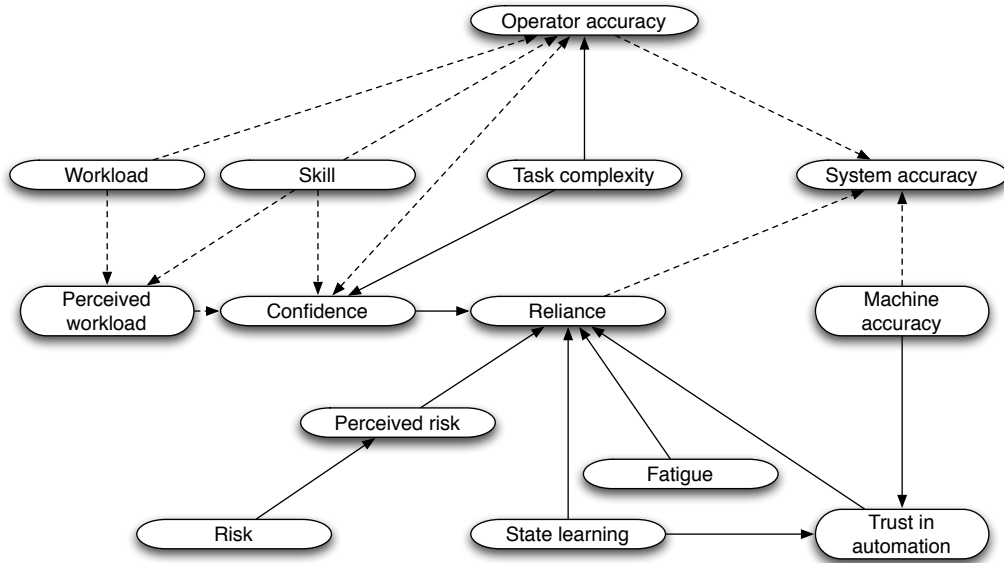 Operator accuracy
Workload
Skill
Task complexity
System accuracy
Perceived
workload
Confidence
Reliance
Machine
accuracy
Perceived risk
Fatigue
Risk
State learning
Trust in
automation